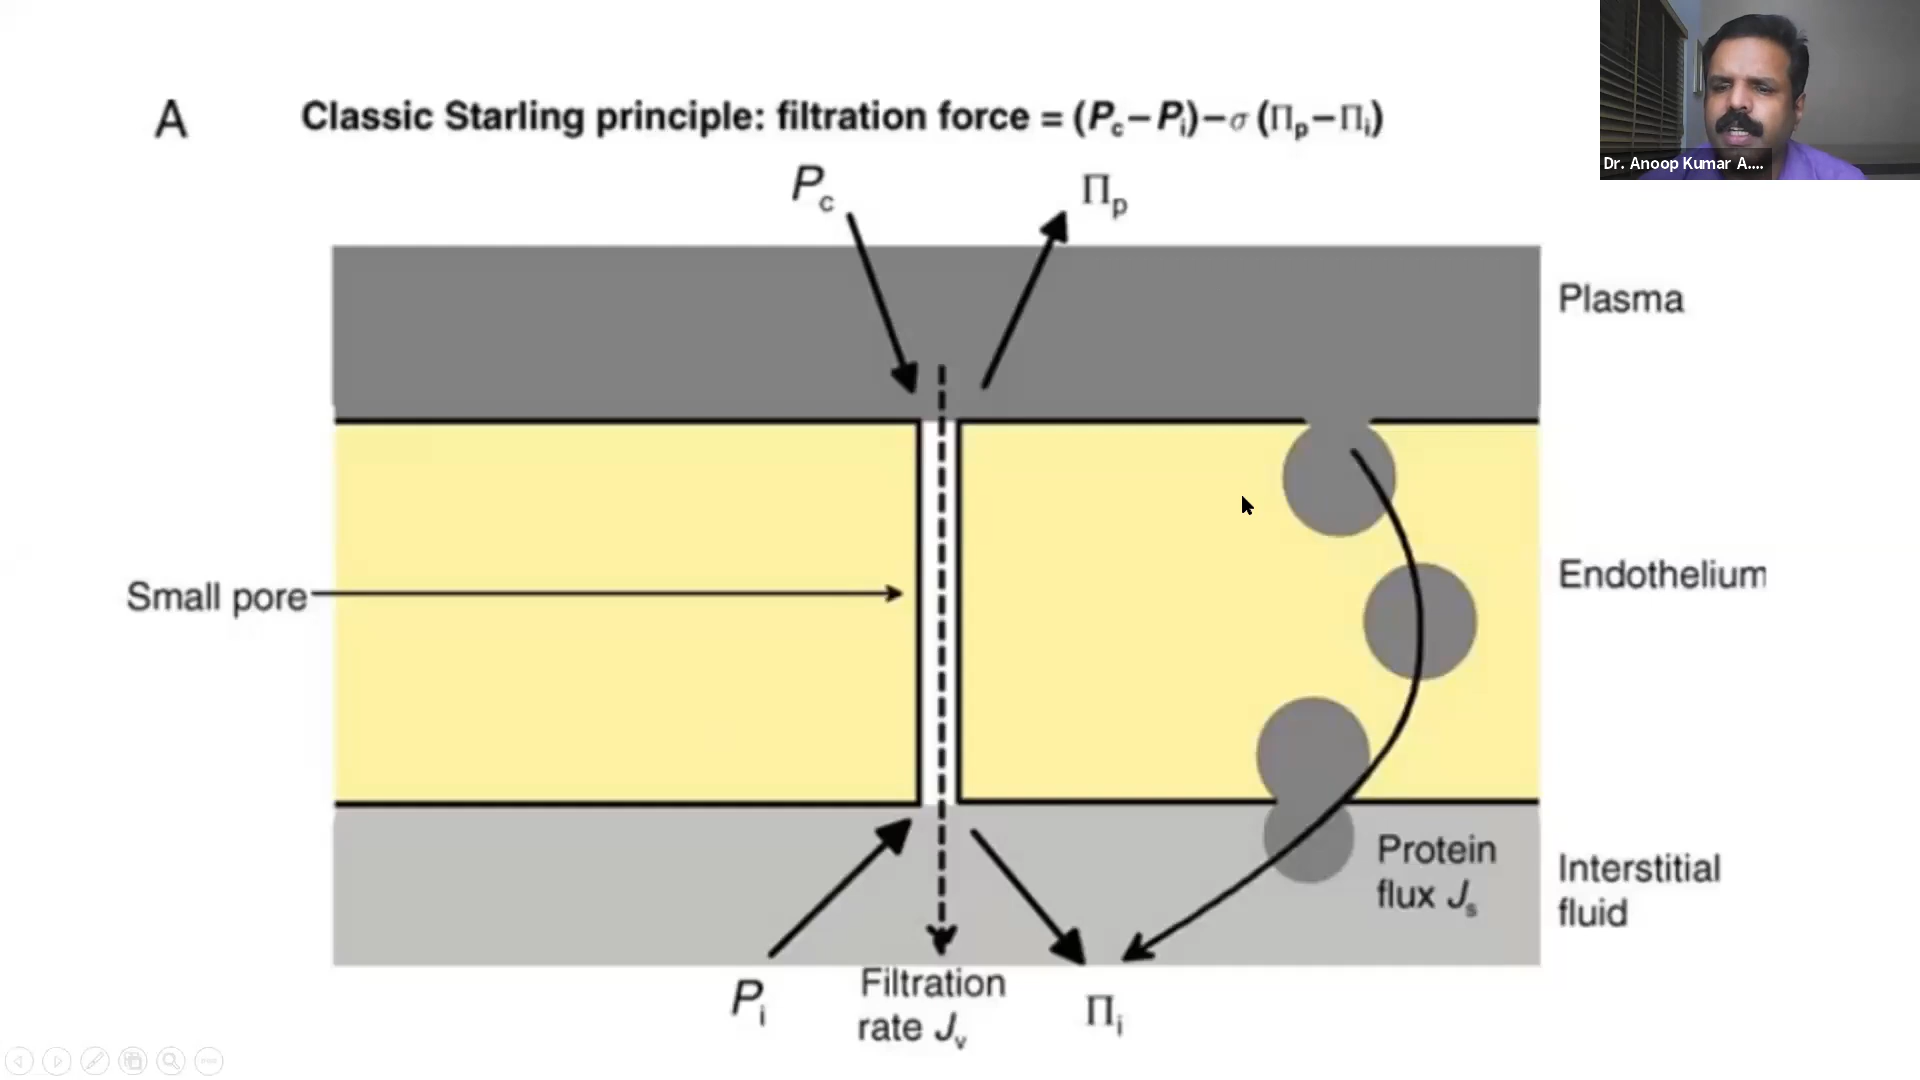 A
Classic Starling principle: filtration force = (Pc−Pi)−σ (Πp−Πi)
Dr. Anoop Kumar A....
Pc
Πp
Plasma
Small pore
Endothelium
Protein
flux Js
Interstitial
fluid
Pi
Filtration
rate Jv
Πi